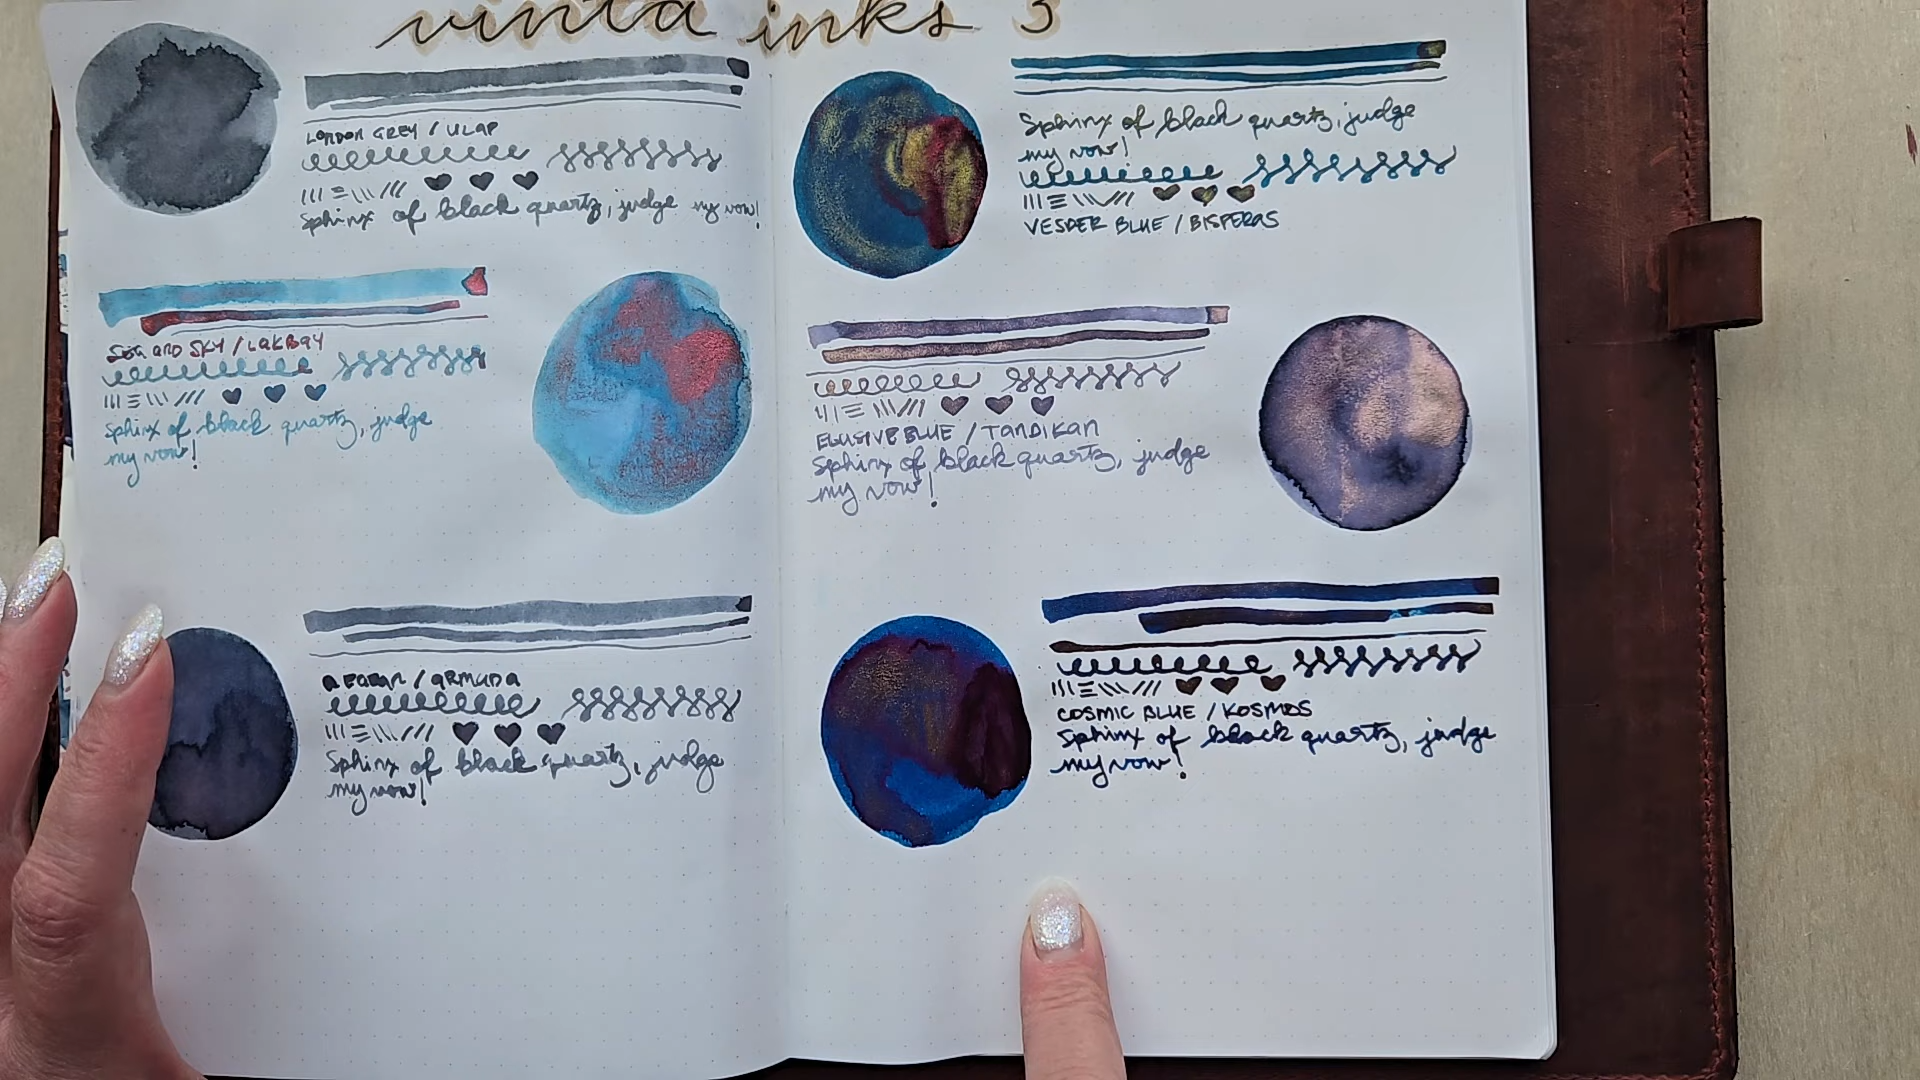 vinta inks 3
LONDON GREY / ULAP
Sphinx of black quartz, judge my vow!
SEA AND SKY / LAKBAY
Sphinx of black quartz, judge
my vow!
/ ARMADA
Sphinx of black quartz, judge
my vow!
Sphinx of black quartz, judge
my vow!
VESPER BLUE / BISPERAS
ELUSIVE BLUE / TANDIKAN
Sphinx of black quartz, judge
my vow!
COSMIC BLUE / KOSMOS
Sphinx of black quartz, judge
my vow!